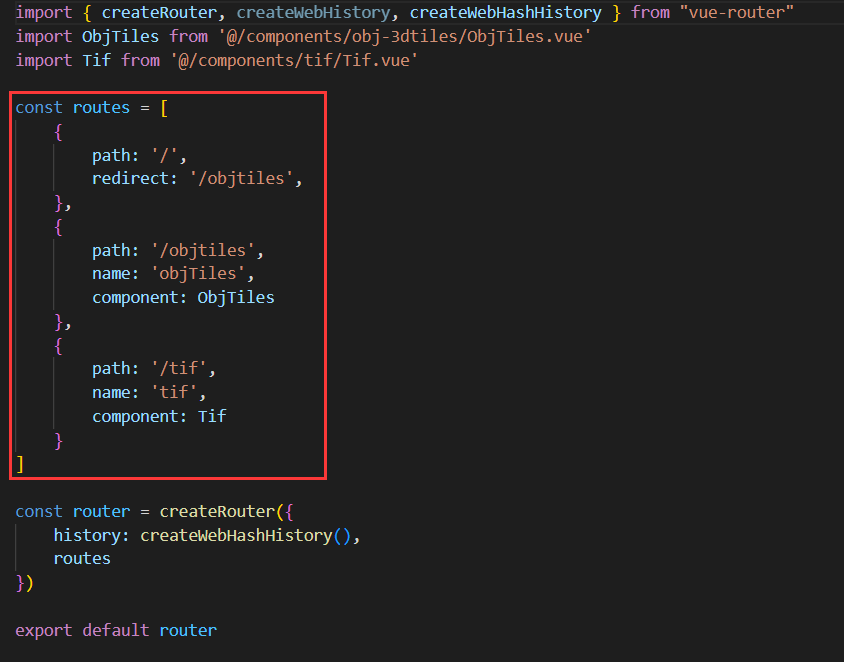 import { createRouter, createWebHistory, createWebHashHistory } from "vue-router"
import ObjTiles from '@/components/obj-3dtiles/ObjTiles.vue'
import Tif from '@/components/tif/Tif.vue'

const routes = [
    {
        path: '/',
        redirect: '/objtiles',
    },
    {
        path: '/objtiles',
        name: 'objTiles',
        component: ObjTiles
    },
    {
        path: '/tif',
        name: 'tif',
        component: Tif
    }
]

const router = createRouter({
    history: createWebHashHistory(),
    routes
})

export default router